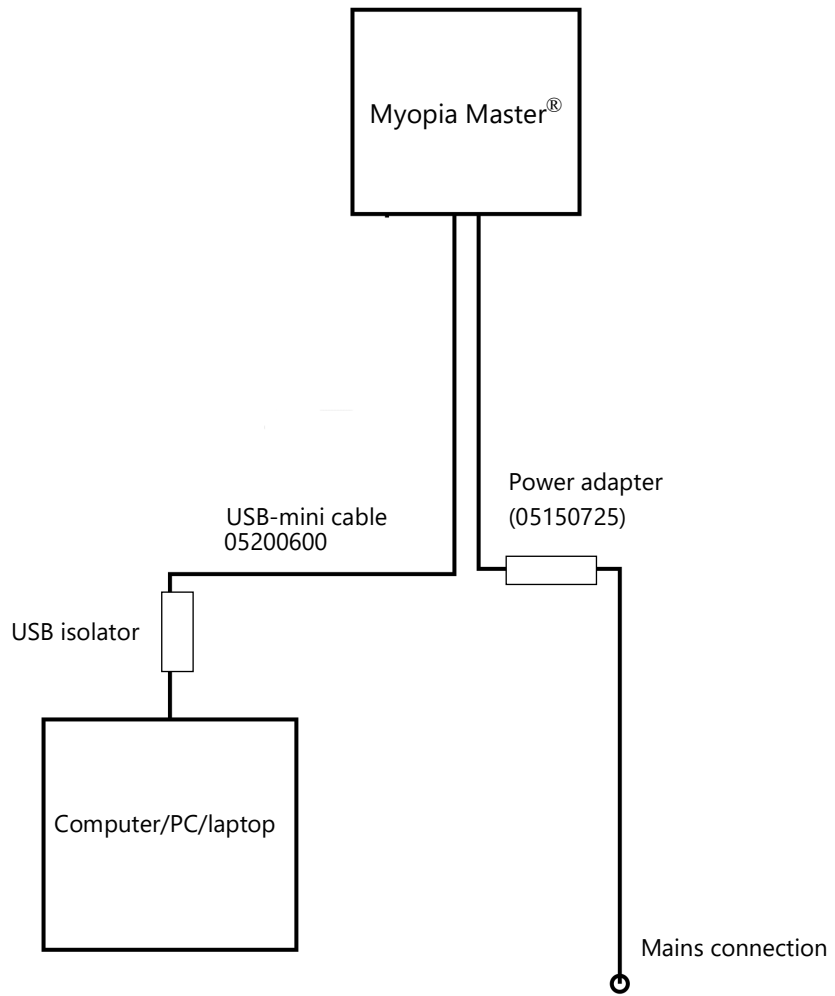 Myopia Master®
Power adapter
(05150725)
USB-mini cable
05200600
USB isolator
Computer/PC/laptop
Mains connection